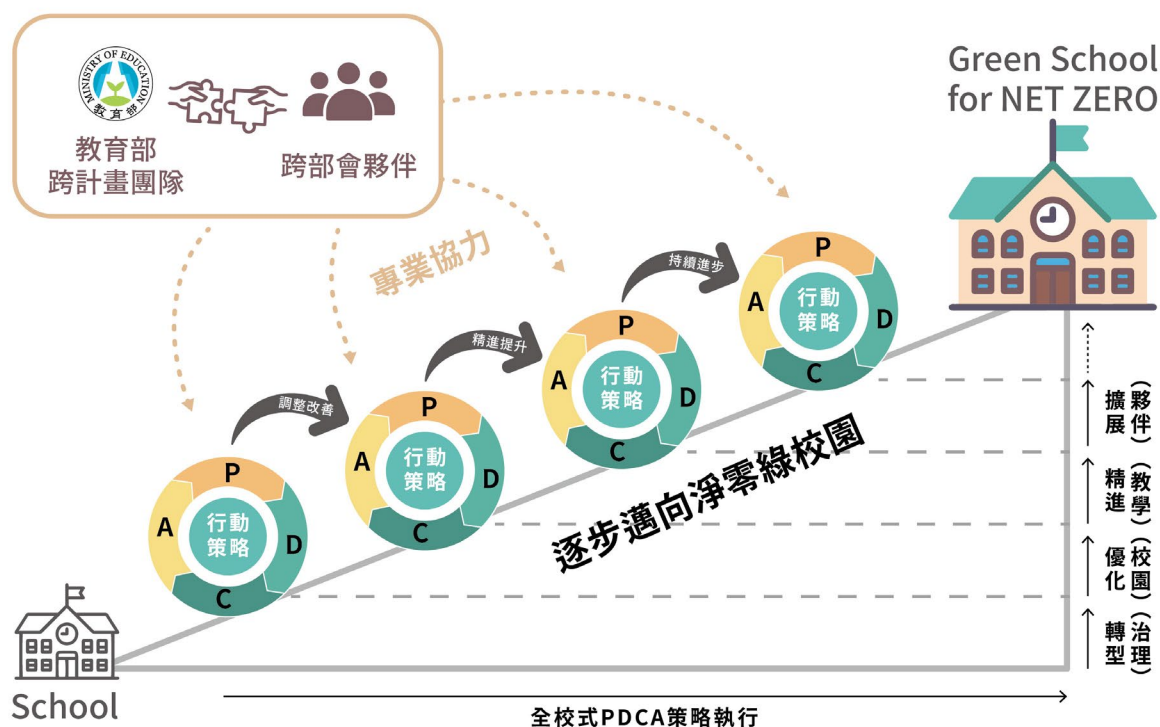 MINISTRY OF EDUCATION
教育部
教育部
跨計畫團隊
跨部會夥伴
Green School
for NET ZERO
專業協力
持續進步
P
行動
策略
A
D
C
精進提升
P
行動
策略
A
D
C
調整改善
P
行動
策略
A
D
C
P
行動
策略
A
D
C
逐步邁向淨零綠校園
擴展
(夥伴)
精進
(教學)
優化
(校園)
轉型
(治理)
School
全校式PDCA策略執行